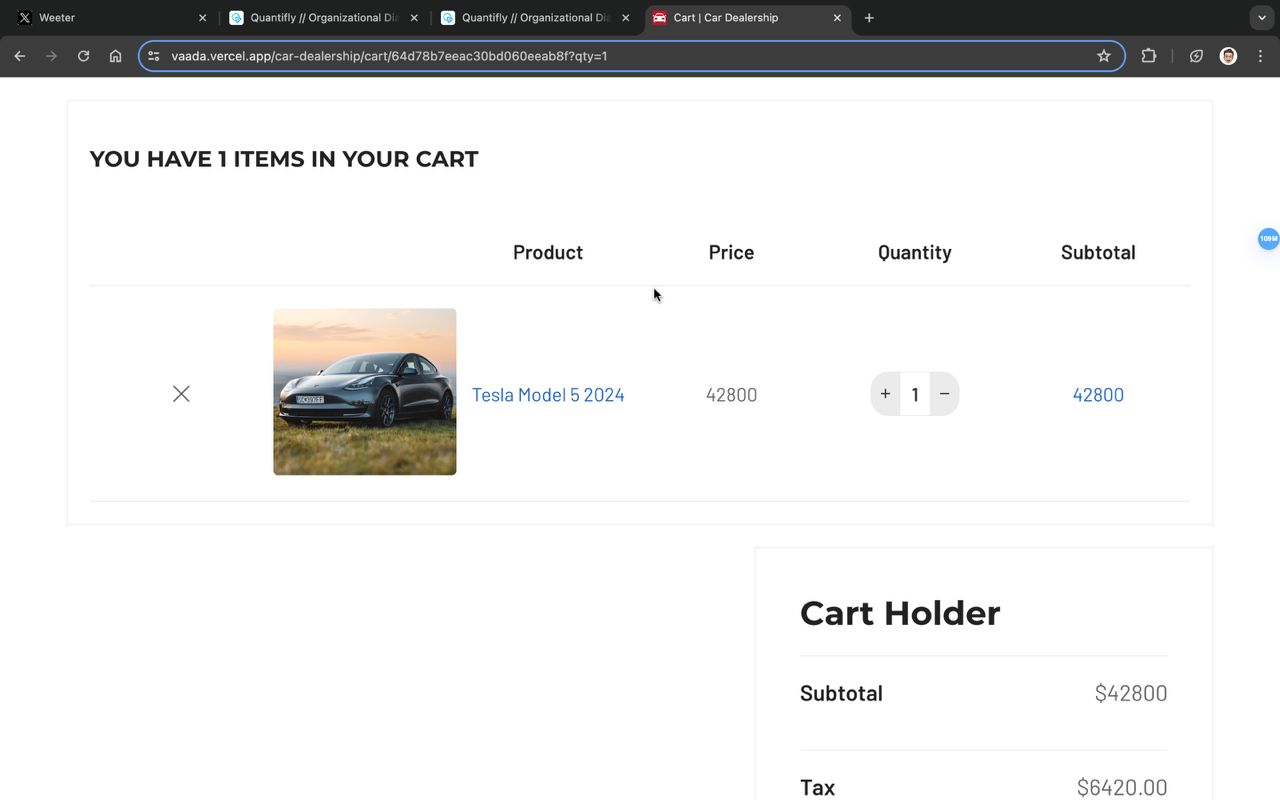 Weeter
Quantifly // Organizational Di
Quantifly // Organizational Di
Cart | Car Dealership
vaada.vercel.app/car-dealership/cart/64d78b7eeac30bd060eeab8f?qty=1
YOU HAVE 1 ITEMS IN YOUR CART
Product Price Quantity Subtotal
109M
Tesla Model 5 2024 42800 + 1 − 42800
Cart Holder
Subtotal $42800
Tax $6420.00